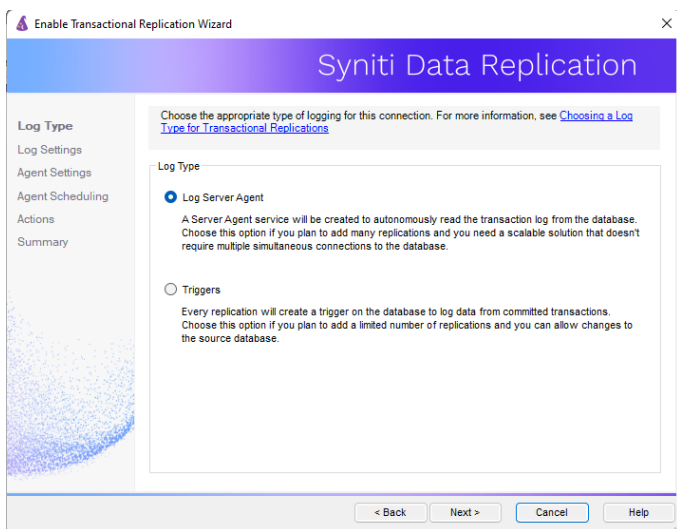 Enable Transactional Replication Wizard
Syniti Data Replication
Log Type
Log Settings
Agent Settings
Agent Scheduling
Actions
Summary
Choose the appropriate type of logging for this connection. For more information, see Choosing a Log
Type for Transactional Replications
Log Type
Log Server Agent
A Server Agent service will be created to autonomously read the transaction log from the database.
Choose this option if you plan to add many replications and you need a scalable solution that doesn't
require multiple simultaneous connections to the database.
Triggers
Every replication will create a trigger on the database to log data from committed transactions.
Choose this option if you plan to add a limited number of replications and you can allow changes to
the source database.
< Back Next > Cancel Help